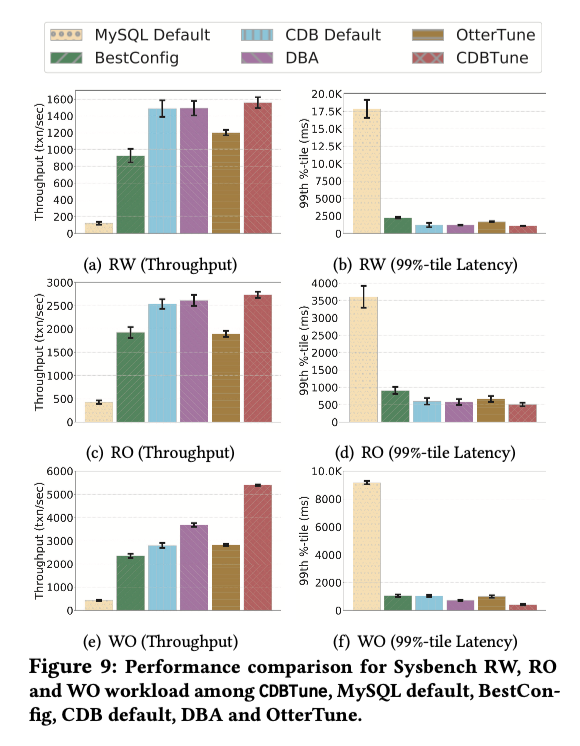 MySQL Default
CDB Default
OtterTune
BestConfig
DBA
CDBTune
Throughput (txn/sec)
1600
1400
1200
1000
800
600
400
200
0
(a) RW (Throughput)
99th %-tile (ms)
20.0K
17.5K
15.0K
12.5K
10.0K
7500
5000
2500
0
(b) RW (99%-tile Latency)
Throughput (txn/sec)
3000
2500
2000
1500
1000
500
0
(c) RO (Throughput)
99th %-tile (ms)
4000
3500
3000
2500
2000
1500
1000
500
0
(d) RO (99%-tile Latency)
Throughput (txn/sec)
6000
5000
4000
3000
2000
1000
0
(e) WO (Throughput)
99th %-tile (ms)
10.0K
8000
6000
4000
2000
0
(f) WO (99%-tile Latency)
Figure 9: Performance comparison for Sysbench RW, RO
and WO workload among CDBTune, MySQL default, BestCon-
fig, CDB default, DBA and OtterTune.